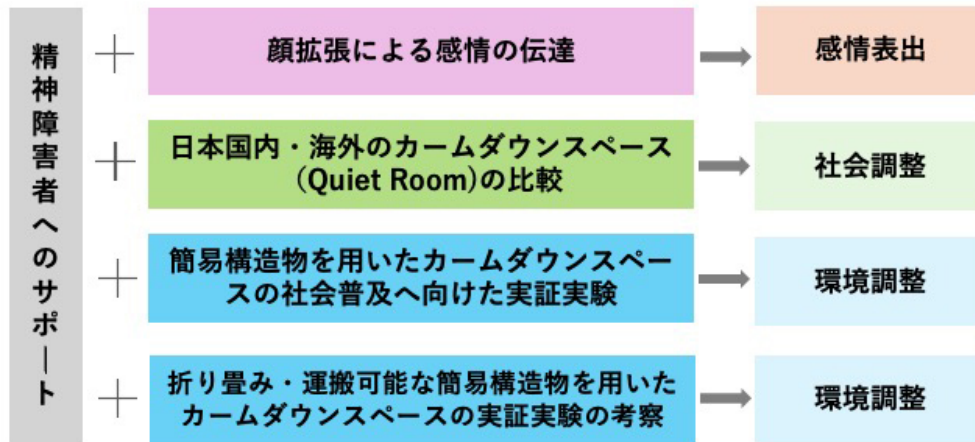 精神障害者へのサポート
顔拡張による感情の伝達
感情表出
日本国内・海外のカームダウンスペース
(Quiet Room)の比較
社会調整
簡易構造物を用いたカームダウンスペー
スの社会普及へ向けた実証実験
環境調整
折り畳み・運搬可能な簡易構造物を用いた
カームダウンスペースの実証実験の考察
環境調整